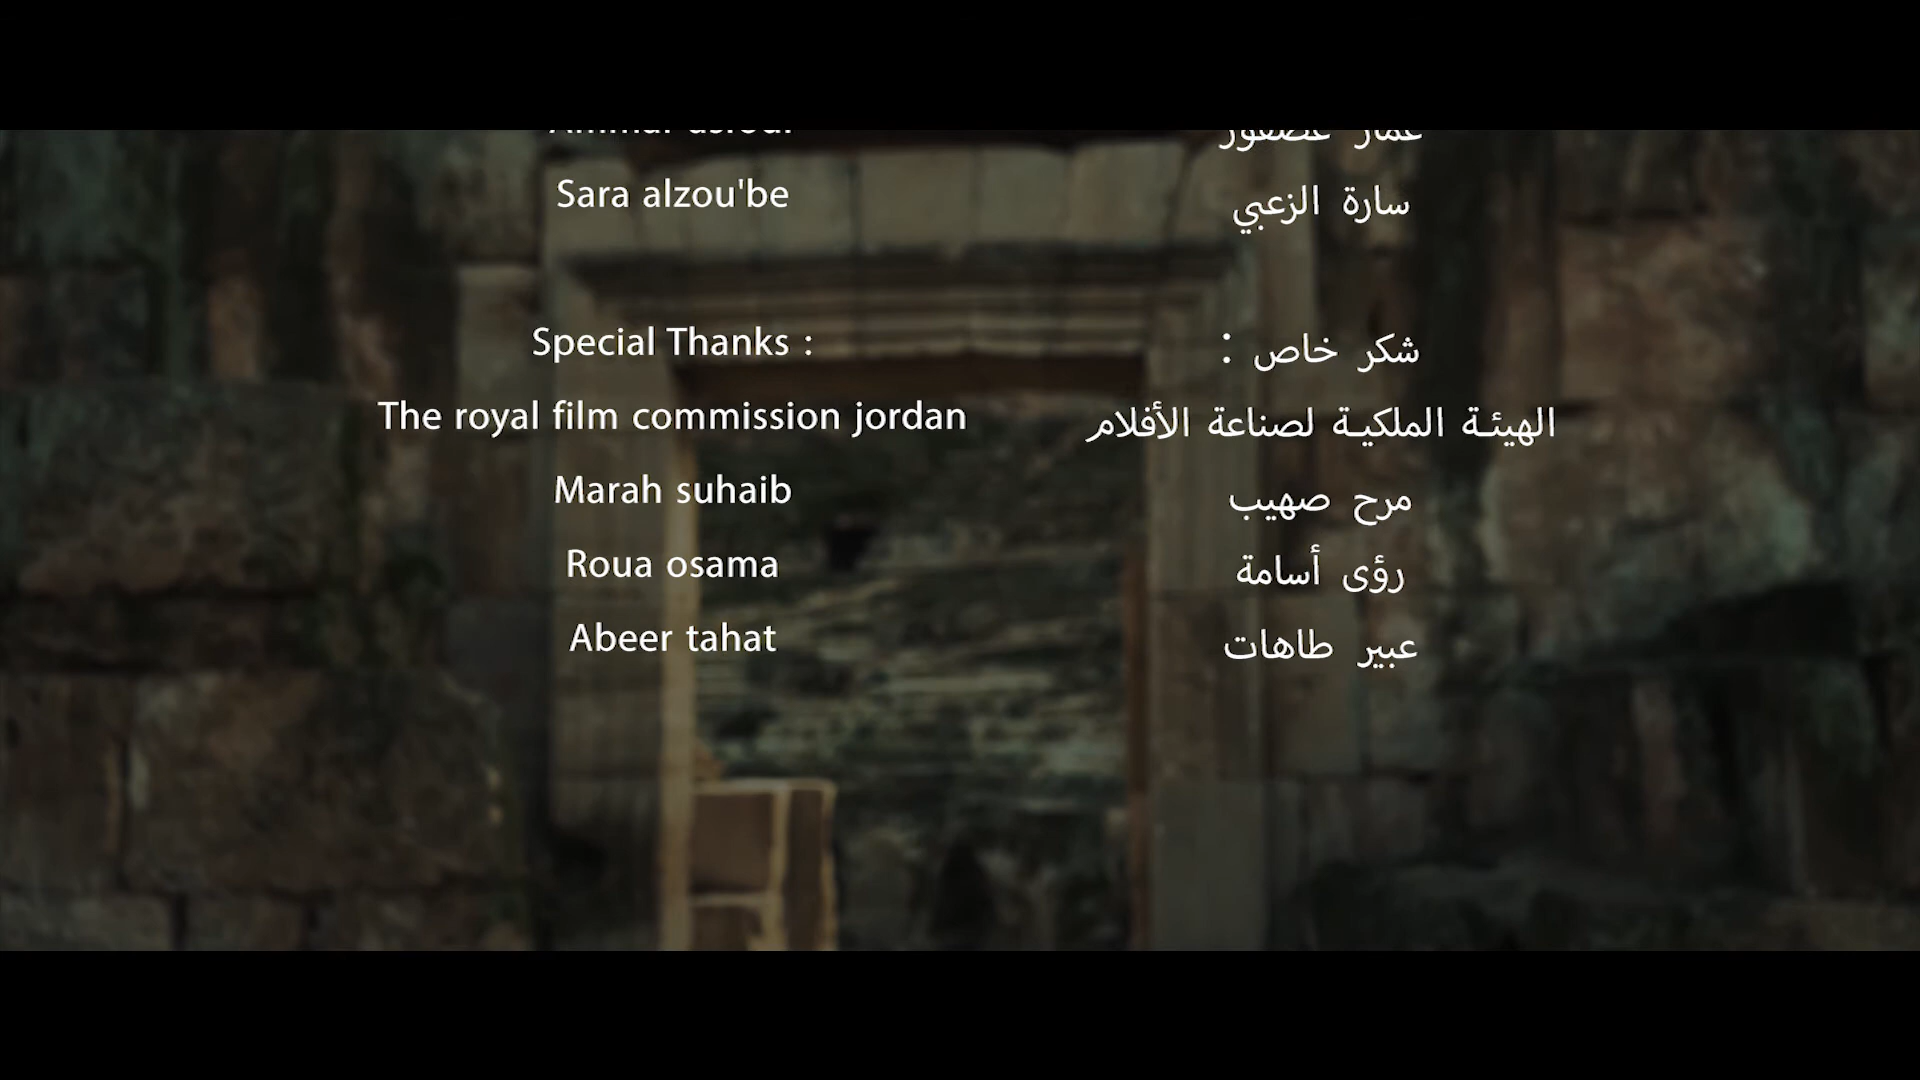 Sara alzou'be
سارة الزعبي
Special Thanks :
شكر خاص :
The royal film commission jordan
الهيئة الملكية لصناعة الأفلام
Marah suhaib
مرح صهيب
Roua osama
رؤى أسامة
Abeer tahat
عبير طاهات